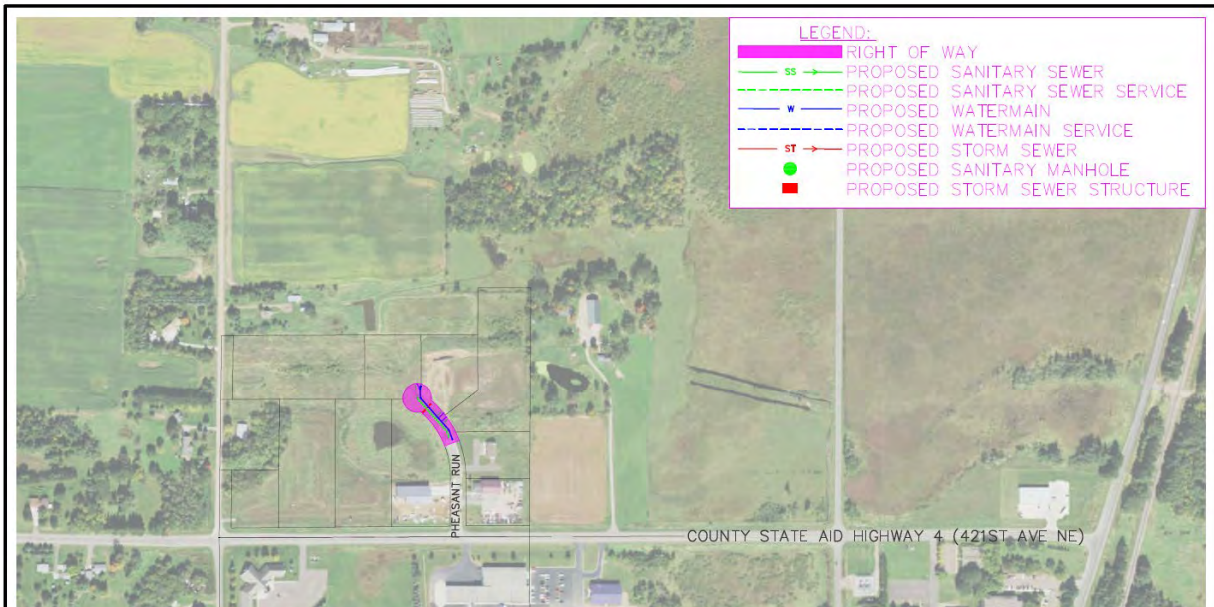 LEGEND:
RIGHT OF WAY
SS PROPOSED SANITARY SEWER
PROPOSED SANITARY SEWER SERVICE
W PROPOSED WATERMAIN
PROPOSED WATERMAIN SERVICE
ST PROPOSED STORM SEWER
PROPOSED SANITARY MANHOLE
PROPOSED STORM SEWER STRUCTURE
PHEASANT RUN
COUNTY STATE AID HIGHWAY 4 (421ST AVE NE)